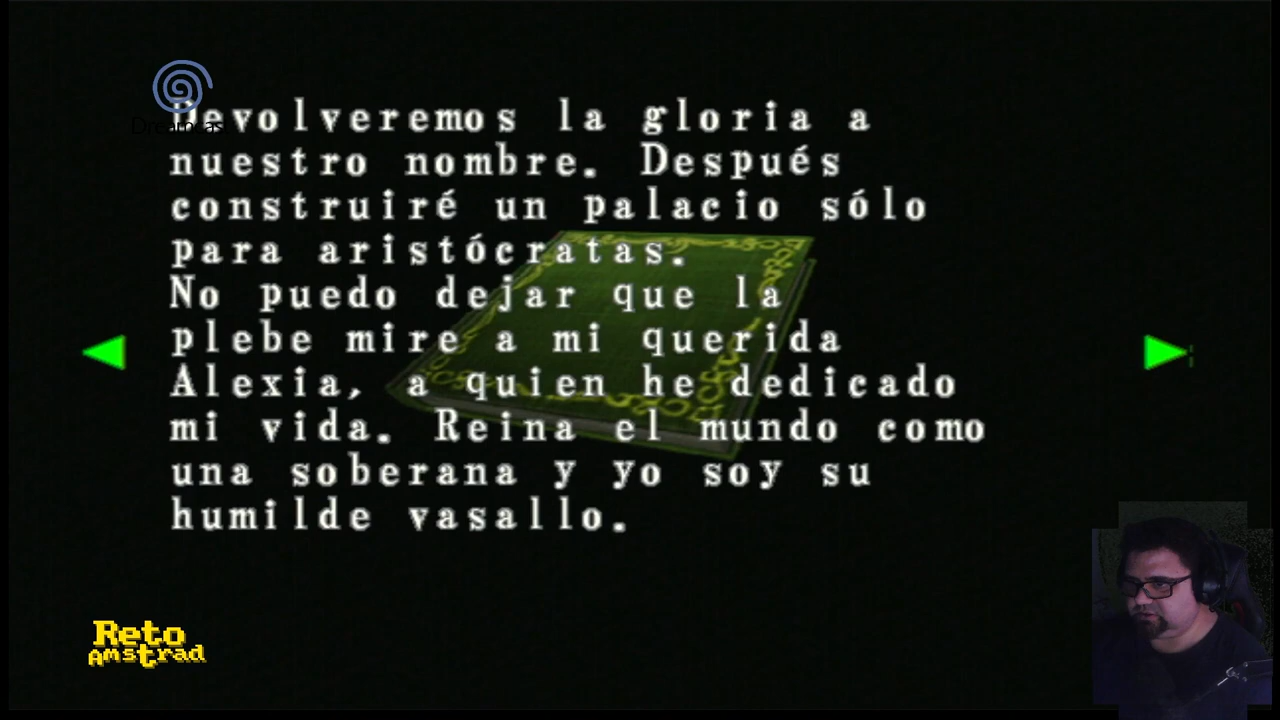 Dreamcast
Devolveremos la gloria a
nuestro nombre. Después
construiré un palacio sólo
para aristócratas.
No puedo dejar que la
plebe mire a mi querida
Alexia, a quien he dedicado
mi vida. Reina el mundo como
una soberana y yo soy su
humilde vasallo.
Reto
Amstrad